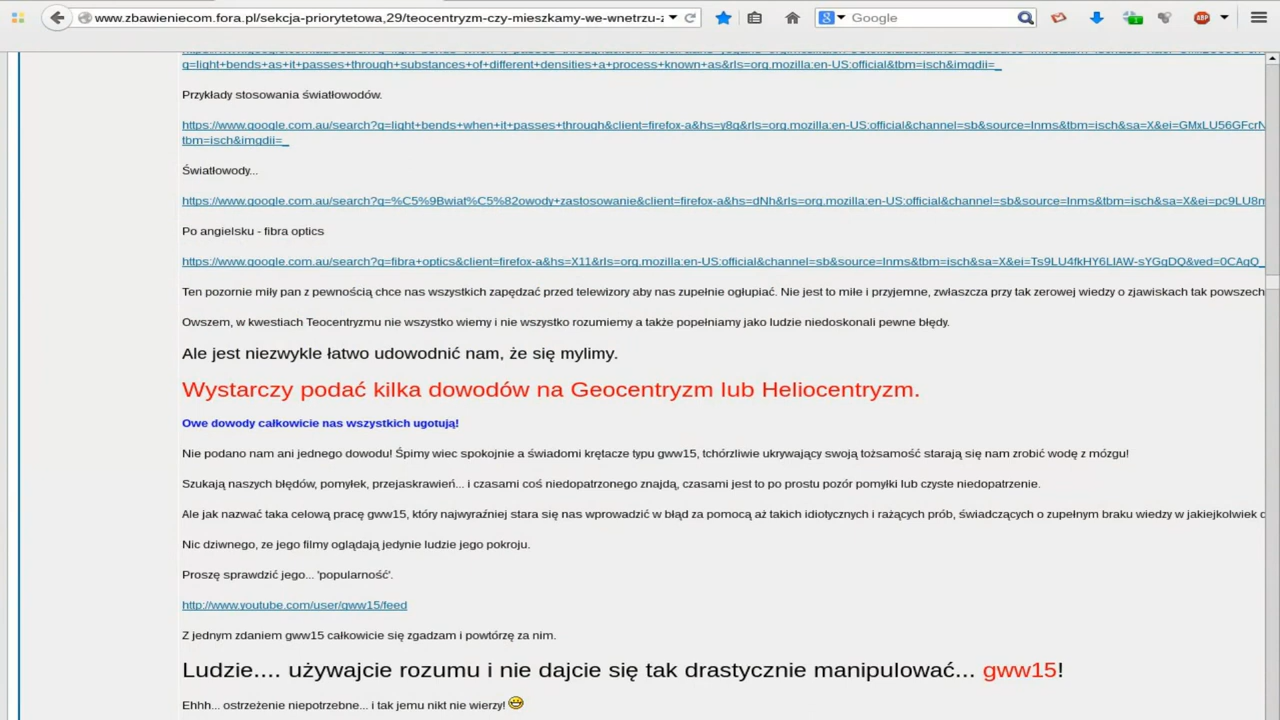 www.zbawieniecom.fora.pl/sekcja-priorytetowa,29/teocentryzm-czy-mieszkamy-we-wnetrzu-z
Google
q=light+bends+as+it+passes+through+substances+of+different+densities+a+process+known+as&rls=org.mozilla:en-US:official&tbm=isch&imgdii=_
Przykłady stosowania światłowodów.
https://www.google.com.au/search?q=light+bends+when+it+passes+through&client=firefox-a&hs=y8g&rls=org.mozilla:en-US:official&channel=sb&source=lnms&tbm=isch&sa=X&ei=GMxLU56GFcrN
tbm=isch&imgdii=_
Światłowody...
https://www.google.com.au/search?q=%C5%9Bwiat%C5%82owody+zastosowanie&client=firefox-a&hs=dNh&rls=org.mozilla:en-US:official&channel=sb&source=lnms&tbm=isch&sa=X&ei=pc9LU8m
Po angielsku - fibra optics
https://www.google.com.au/search?q=fibra+optics&client=firefox-a&hs=X11&rls=org.mozilla:en-US:official&channel=sb&source=lnms&tbm=isch&sa=X&ei=Ts9LU4fkHY6LlAW-sYGgDQ&ved=0CAgQ_
Ten pozornie miły pan z pewnością chce nas wszystkich zapędzać przed telewizory aby nas zupełnie ogłupiać. Nie jest to miłe i przyjemne, zwłaszcza przy tak zerowej wiedzy o zjawiskach tak powszech
Owszem, w kwestiach Teocentryzmu nie wszystko wiemy i nie wszystko rozumiemy a także popełniamy jako ludzie niedoskonali pewne błędy.
Ale jest niezwykle łatwo udowodnić nam, że się mylimy.
Wystarczy podać kilka dowodów na Geocentryzm lub Heliocentryzm.
Owe dowody całkowicie nas wszystkich ugotują!
Nie podano nam ani jednego dowodu! Śpimy wiec spokojnie a świadomi krętacze typu gww15, tchórzliwie ukrywający swoją tożsamość starają się nam zrobić wodę z mózgu!
Szukają naszych błędów, pomyłek, przejaskrawień... i czasami coś niedopatrzonego znajdą, czasami jest to po prostu pozór pomyłki lub czyste niedopatrzenie.
Ale jak nazwać taka celową pracę gww15, który najwyraźniej stara się nas wprowadzić w błąd za pomocą aż takich idiotycznych i rażących prób, świadczących o zupełnym braku wiedzy w jakiejkolwiek
Nic dziwnego, ze jego filmy oglądają jedynie ludzie jego pokroju.
Proszę sprawdzić jego... 'popularność'.
http://www.youtube.com/user/gww15/feed
Z jednym zdaniem gww15 całkowicie się zgadzam i powtórzę za nim.
Ludzie.... używajcie rozumu i nie dajcie się tak drastycznie manipulować... gww15!
Ehhh... ostrzeżenie niepotrzebne... i tak jemu nikt nie wierzy!